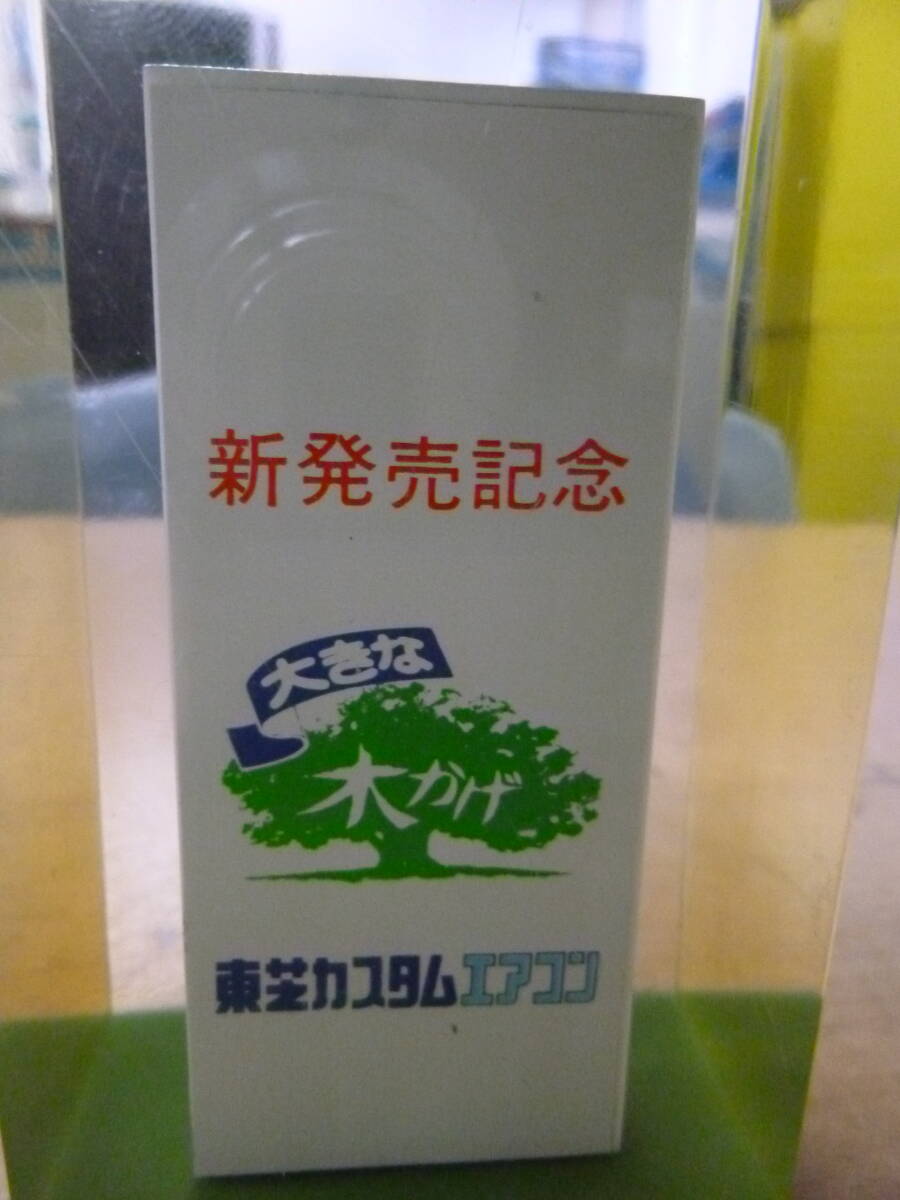 新発売記念
大きな
木かげ
東芝カスタムエアコン